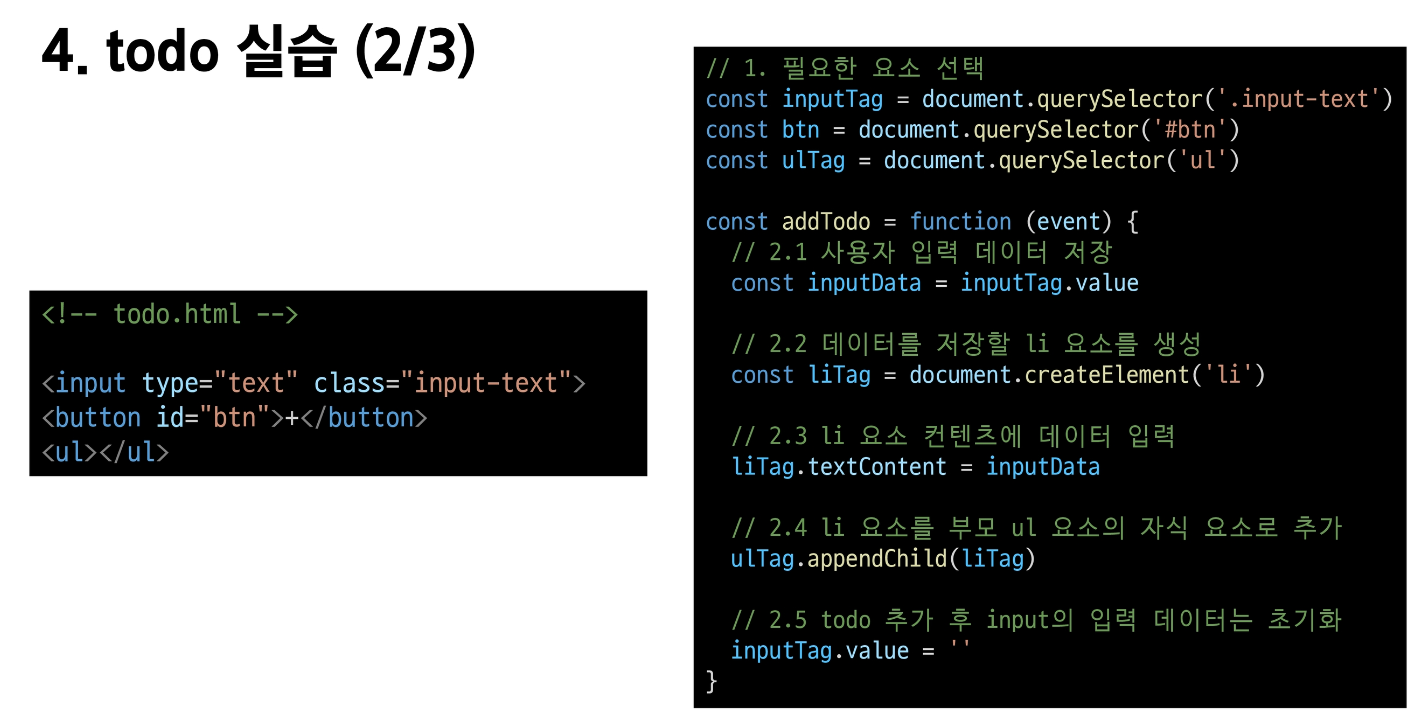 4. todo 실습 (2/3)
<!-- todo.html -->
<input type="text" class="input-text">
<button id="btn">+</button>
<ul></ul>
// 1. 필요한 요소 선택
const inputTag = document.querySelector('.input-text')
const btn = document.querySelector('#btn')
const ulTag = document.querySelector('ul')
const addTodo = function (event) {
// 2.1 사용자 입력 데이터 저장
const inputData = inputTag.value
// 2.2 데이터를 저장할 li 요소를 생성
const liTag = document.createElement('li')
// 2.3 li 요소 컨텐츠에 데이터 입력
liTag.textContent = inputData
// 2.4 li 요소를 부모 ul 요소의 자식 요소로 추가
ulTag.appendChild(liTag)
// 2.5 todo 추가 후 input의 입력 데이터는 초기화
inputTag.value = ''
}